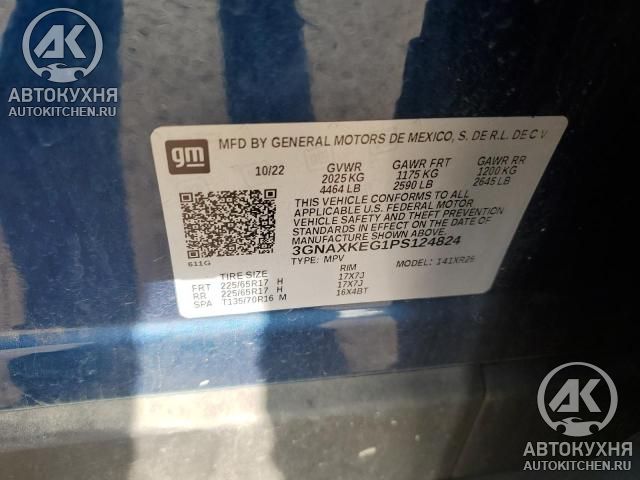 AK
АВТОКУХНЯ
AUTOKITCHEN.RU
gm
MFD BY GENERAL MOTORS DE MEXICO, S. DE R.L. DE C V
10/22
GVWR GAWR FRT GAWR RR
2025 KG 1175 KG 1200 KG
4464 LB 2590 LB 2645 LB
THIS VEHICLE CONFORMS TO ALL
APPLICABLE U.S. FEDERAL MOTOR
VEHICLE SAFETY AND THEFT PREVENTION
STANDARDS IN EFFECT ON THE DATE OF
MANUFACTURE SHOWN ABOVE.
3GNAXKEG1PS124824
611G
TYPE: MPV MODEL: 141XR26
TIRE SIZE RIM
FRT 225/65R17 H 17X7J
RR 225/65R17 H 17X7J
SPA T135/70R16 M 16X4BT
AK
АВТОКУХНЯ
AUTOKITCHEN.RU